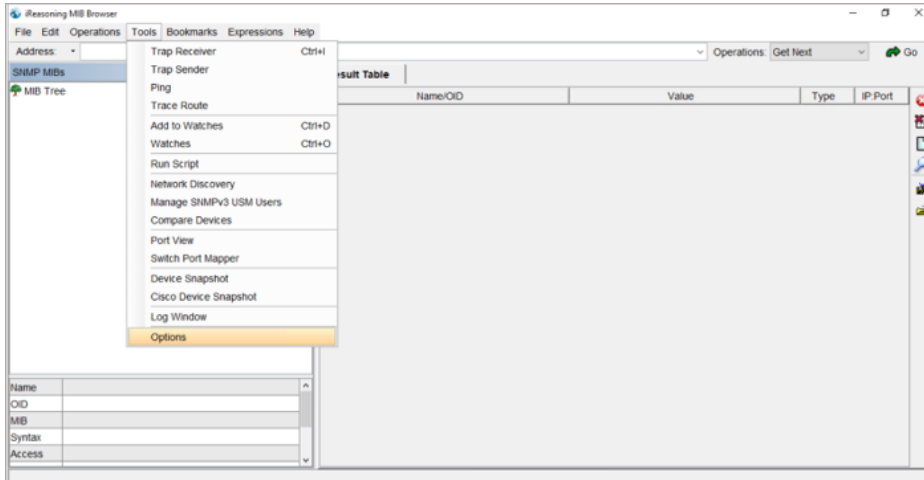 iReasoning MIB Browser
File Edit Operations Tools Bookmarks Expressions Help
Address: Operations: Get Next Go
SNMP MIBs
MIB Tree
Trap Receiver Ctrl+I
Trap Sender
Ping
Trace Route
Add to Watches Ctrl+D
Watches Ctrl+O
Run Script
Network Discovery
Manage SNMPv3 USM Users
Compare Devices
Port View
Switch Port Mapper
Device Snapshot
Cisco Device Snapshot
Log Window
Options
sult Table
Name/OID Value Type IP:Port
Name
OID
MIB
Syntax
Access